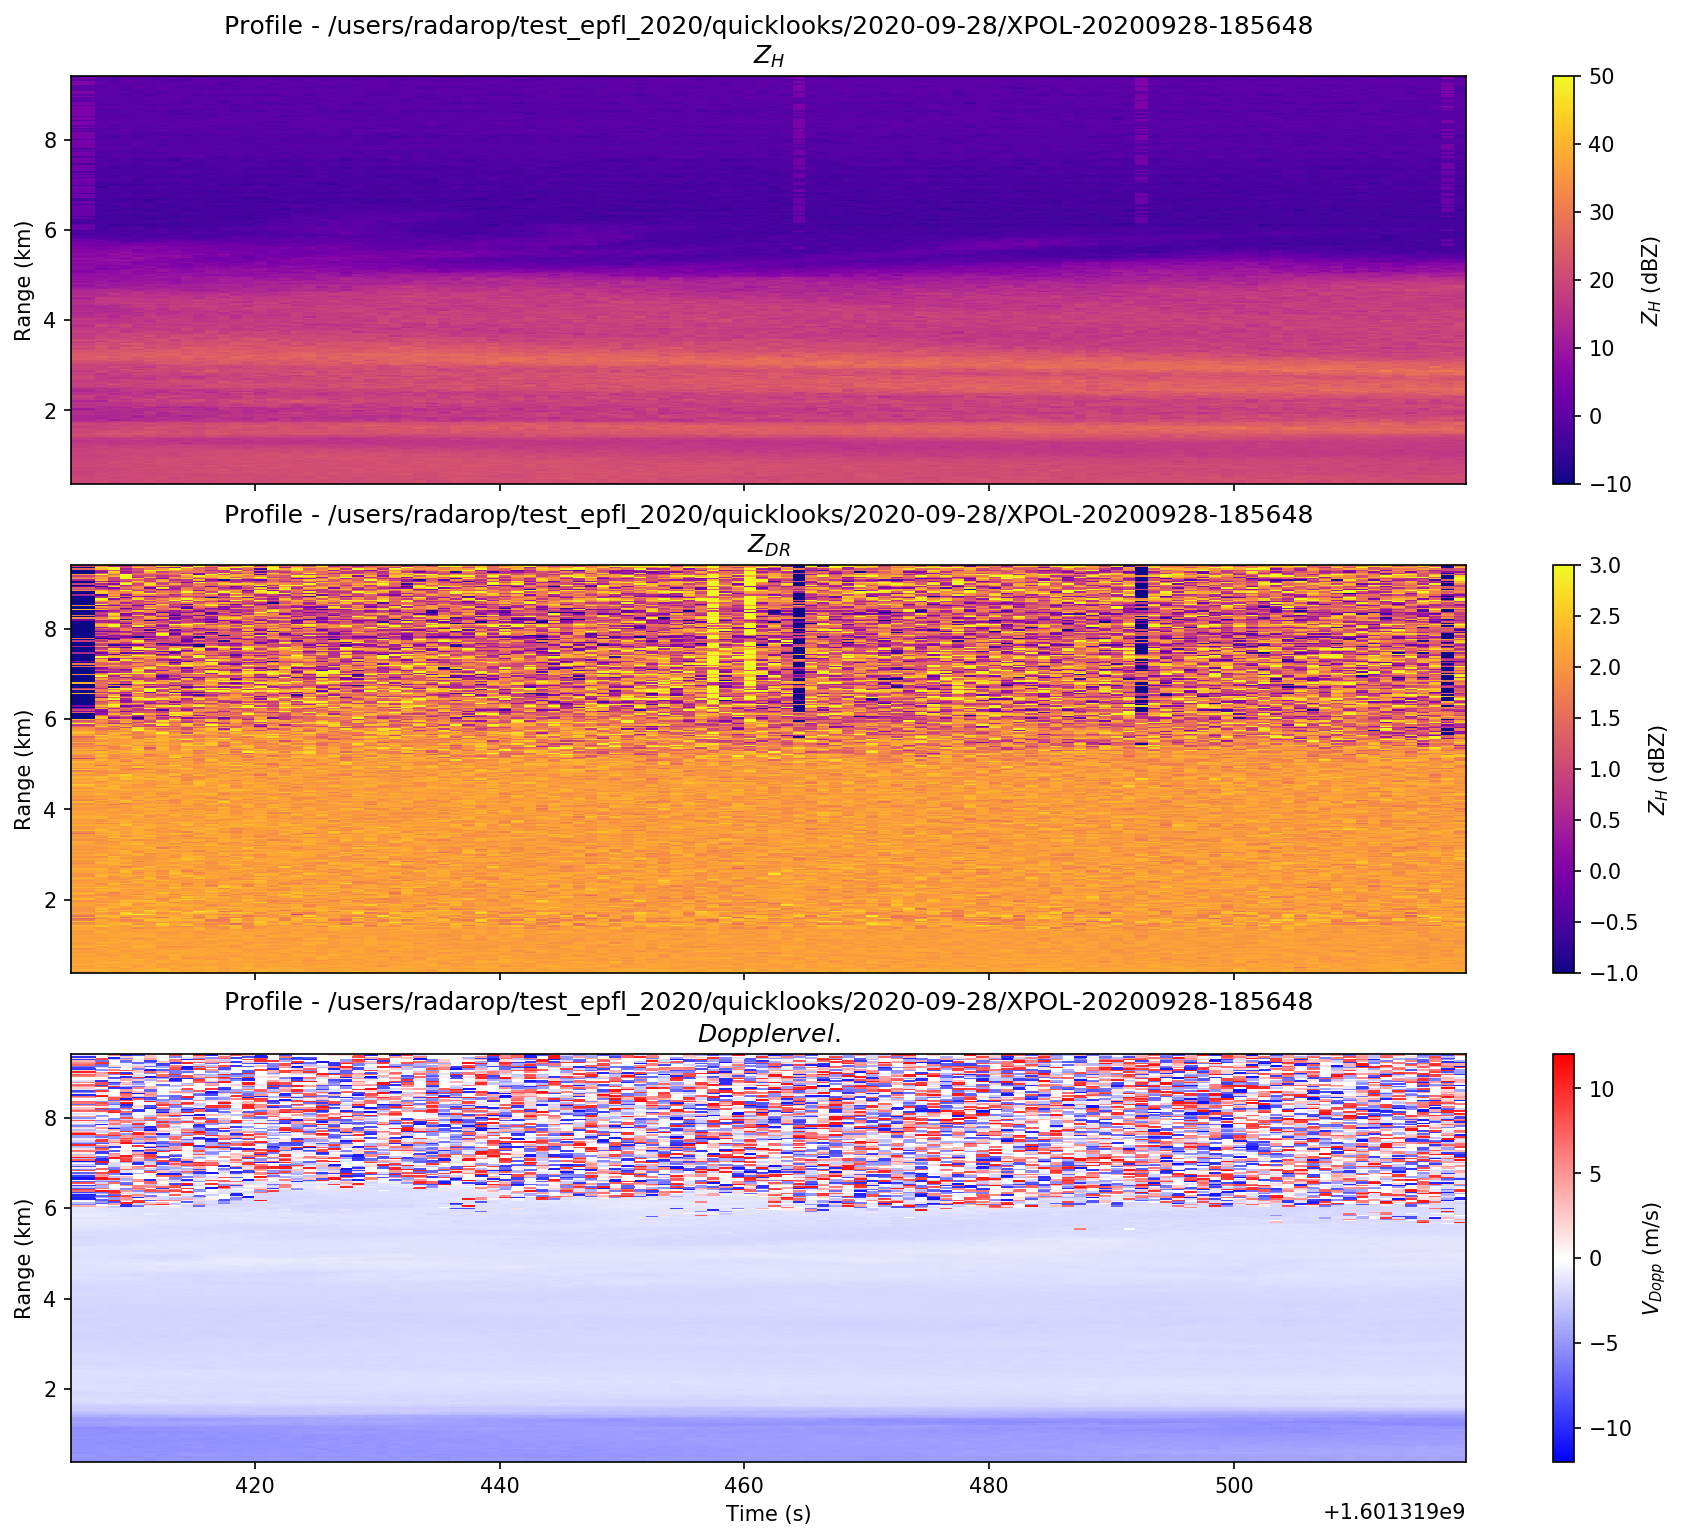 Profile - /users/radarop/test_epfl_2020/quicklooks/2020-09-28/XPOL-20200928-185648
Z_H
8
6
4
2
Range (km)
50
40
30
20
10
0
−10
Z_H (dBZ)
Profile - /users/radarop/test_epfl_2020/quicklooks/2020-09-28/XPOL-20200928-185648
Z_DR
8
6
4
2
Range (km)
3.0
2.5
2.0
1.5
1.0
0.5
0.0
−0.5
−1.0
Z_H (dBZ)
Profile - /users/radarop/test_epfl_2020/quicklooks/2020-09-28/XPOL-20200928-185648
Dopplervel.
8
6
4
2
Range (km)
10
5
0
−5
−10
V_Dopp (m/s)
420 440 460 480 500
Time (s)
+1.601319e9